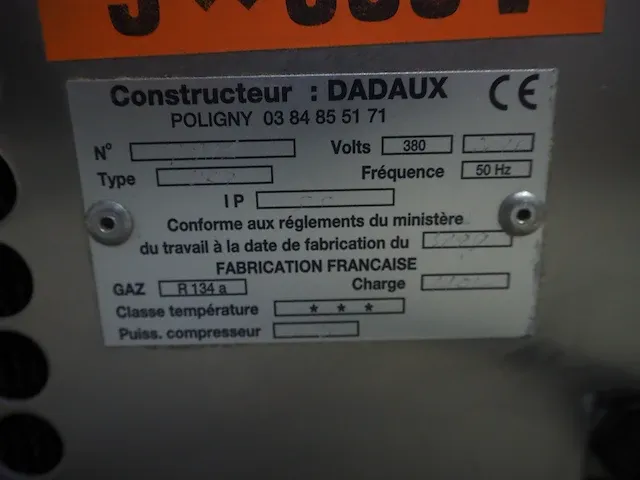 Constructeur : DADAUX CE
POLIGNY 03 84 85 51 71
N° Volts 380
Type Fréquence 50 Hz
IP
Conforme aux réglements du ministère
du travail à la date de fabrication du
FABRICATION FRANCAISE
GAZ R 134 a Charge
Classe température * * *
Puiss. compresseur